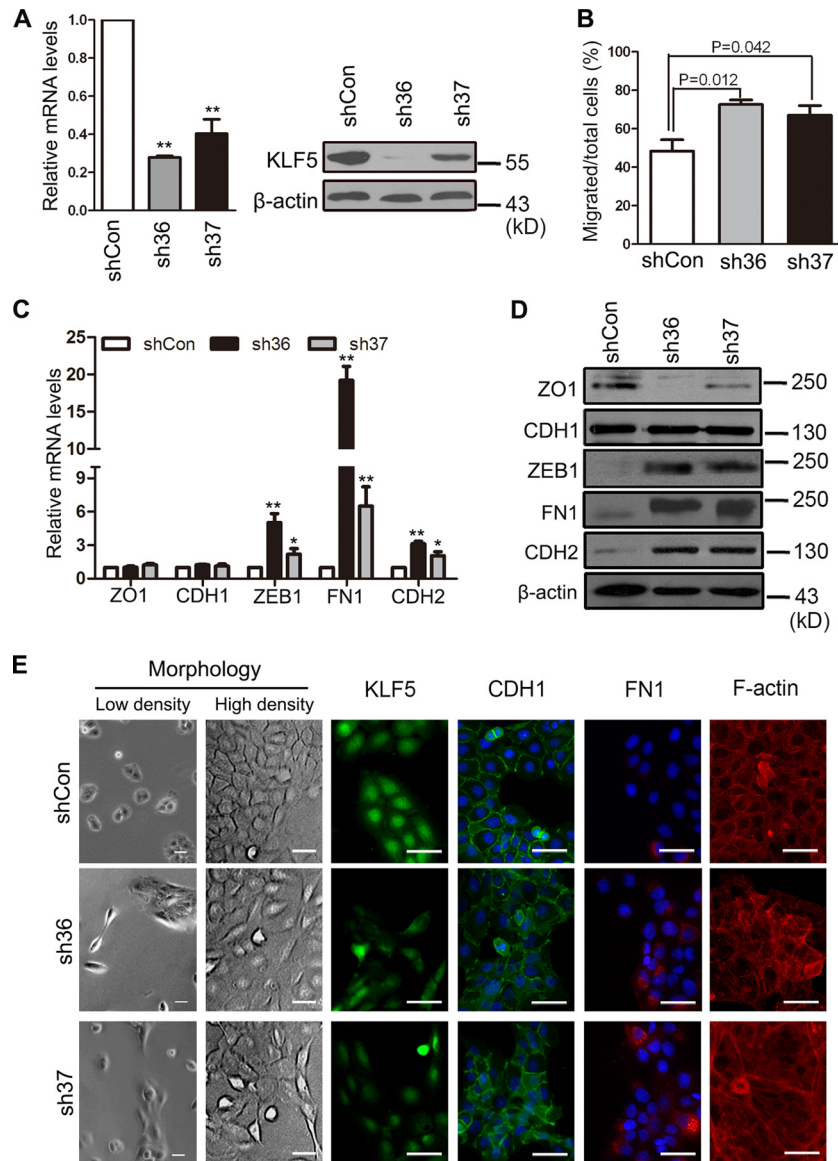 A
Relative mRNA levels
1.0
0.8
0.6
0.4
0.2
0.0
**
**
shCon
sh36
sh37
shCon
sh36
sh37
KLF5
55
β-actin
43
(kD)
B
Migrated/total cells (%)
100
80
60
40
20
0
P=0.042
P=0.012
shCon
sh36
sh37
C
shCon
sh36
sh37
Relative mRNA levels
25
20
15
10
9
6
3
0
**
*
**
**
**
*
ZO1
CDH1
ZEB1
FN1
CDH2
D
shCon
sh36
sh37
ZO1
250
CDH1
130
ZEB1
250
FN1
250
CDH2
130
β-actin
43
(kD)
E
Morphology
Low density
High density
KLF5
CDH1
FN1
F-actin
shCon
sh36
sh37